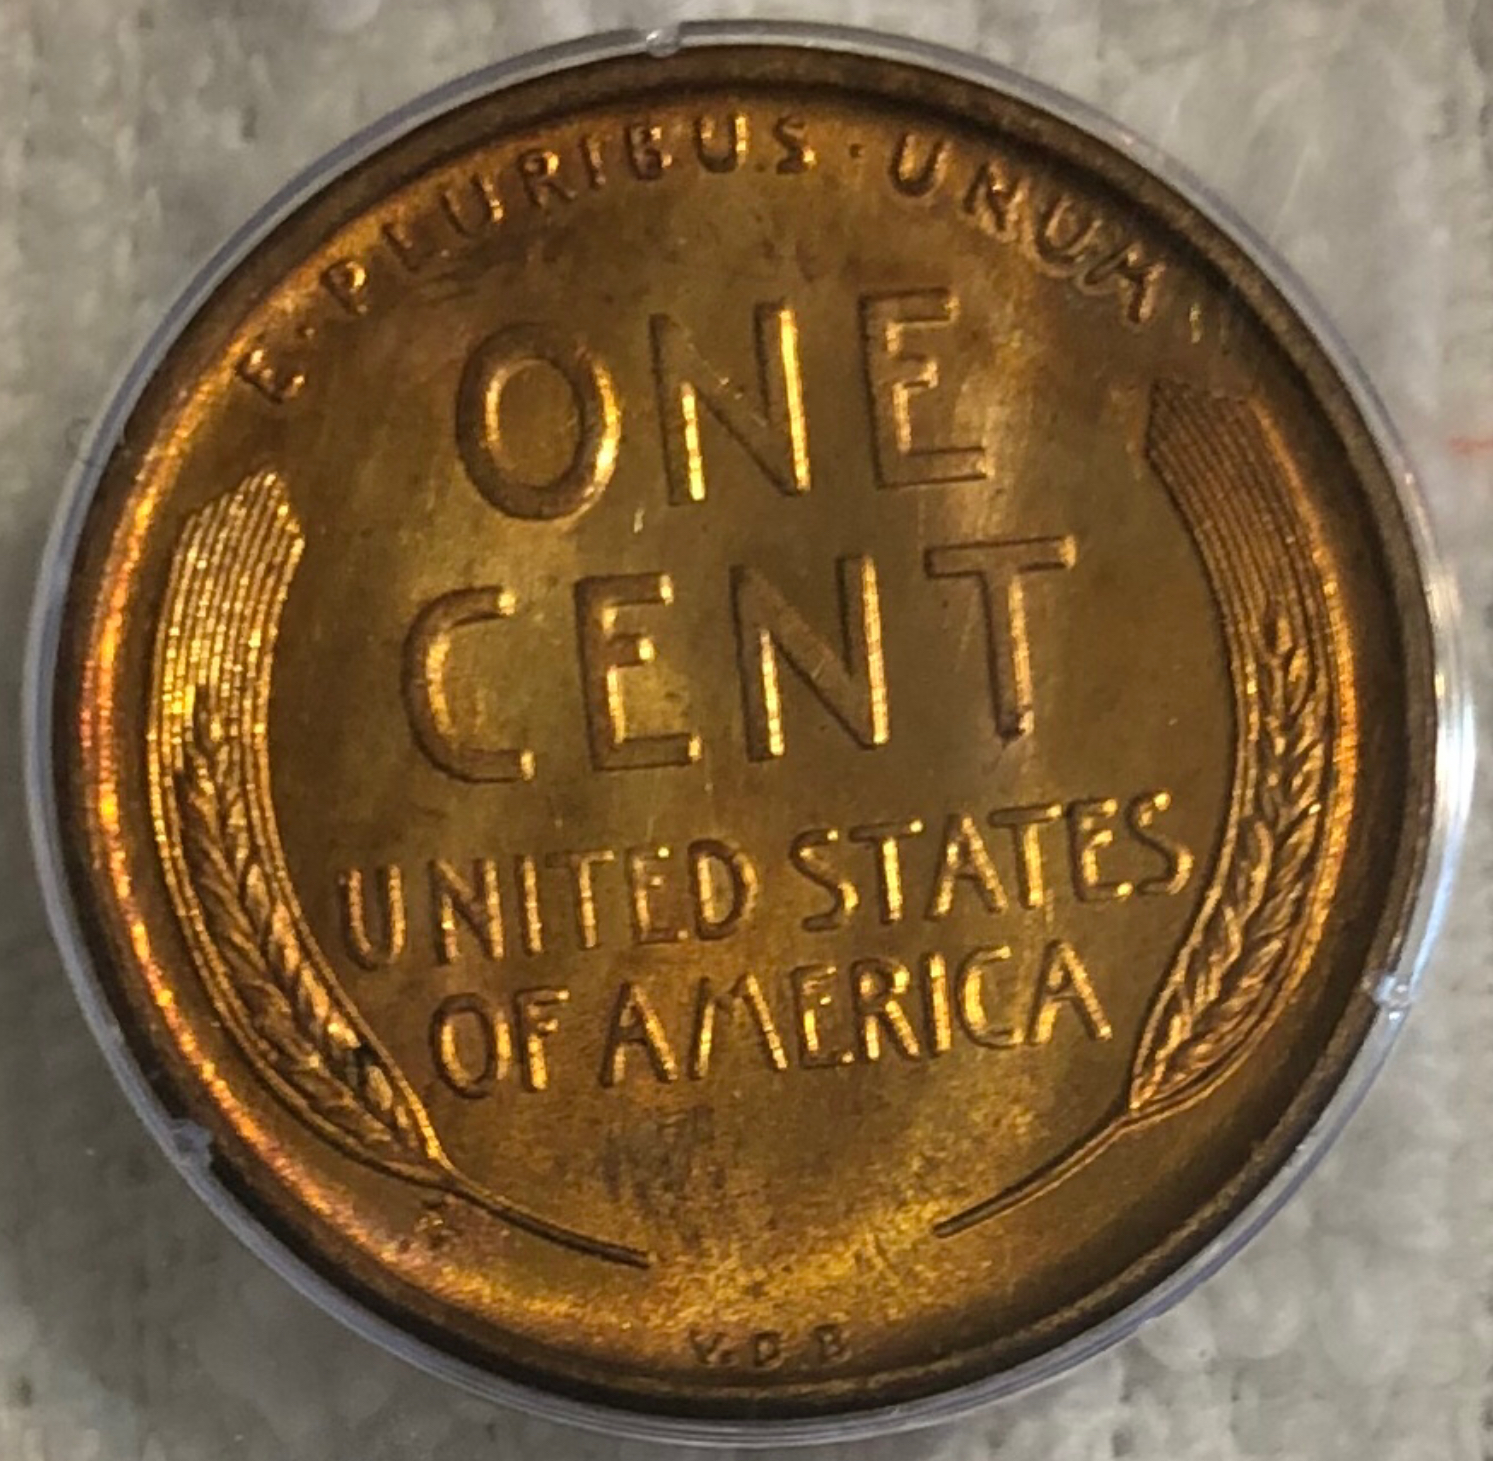 E·PLURIBUS·UNUM
ONE
CENT
UNITED STATES
OF AMERICA
V.D.B.